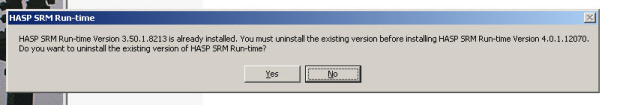 HASP SRM Run-time
HASP SRM Run-time Version 3.50.1.8213 is already installed. You must uninstall the existing version before installing HASP SRM Run-time Version 4.0.1.12070.
Do you want to uninstall the existing version of HASP SRM Run-time?
Yes No